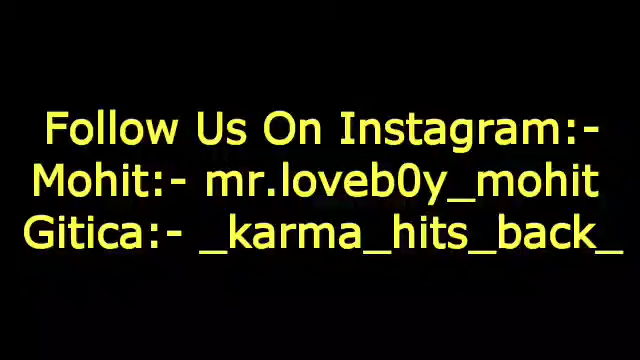 Follow Us On Instagram:-
Mohit:- mr.loveb0y_mohit
Gitica:- _karma_hits_back_